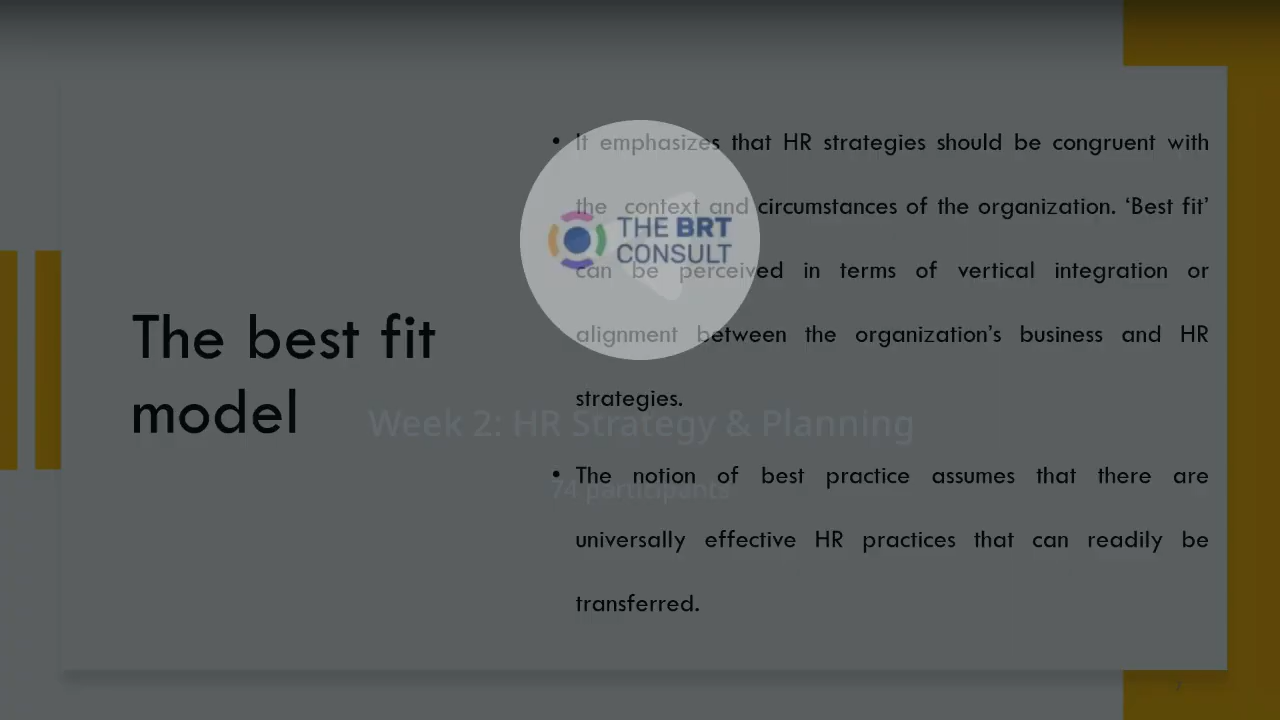 It emphasizes that HR strategies should be congruent with
the context and circumstances of the organization. ‘Best fit’
THE BRT
CONSULT
can be perceived in terms of vertical integration or
alignment between the organization’s business and HR
strategies.
The best fit
model
Week 2: HR Strategy & Planning
• The notion of best practice assumes that there are
74 participants
universally effective HR practices that can readily be
transferred.
7